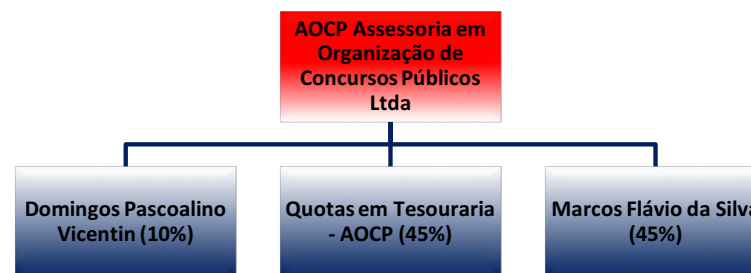 AOCP Assessoria em
Organização de
Concursos Públicos
Ltda
Domingos Pascoalino
Vicentin (10%)
Quotas em Tesouraria
- AOCP (45%)
Marcos Flávio da Silva
(45%)